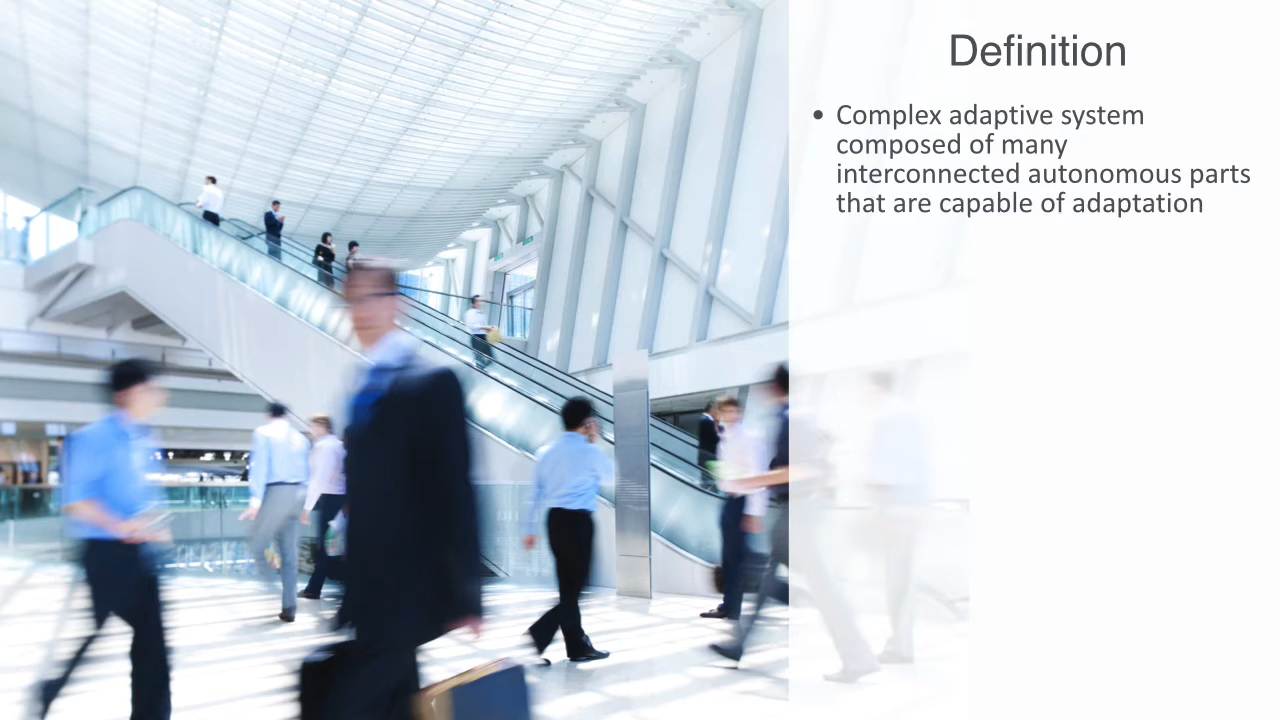 Definition
• Complex adaptive system
composed of many
interconnected autonomous parts
that are capable of adaptation